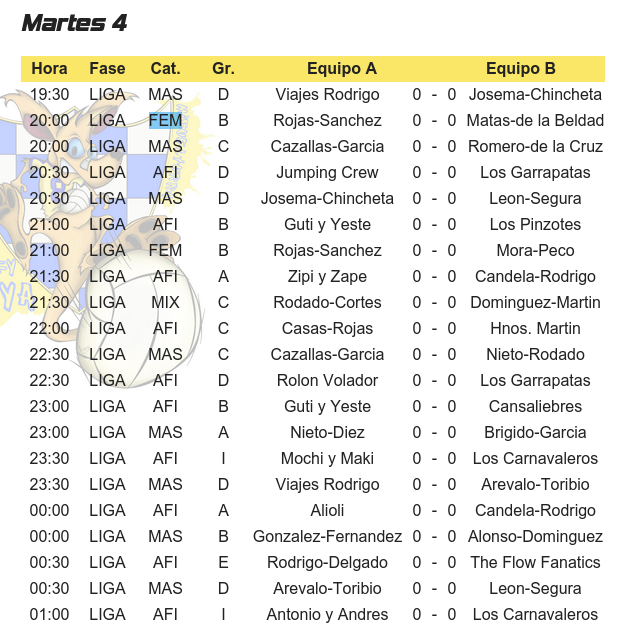 Martes 4
Hora Fase Cat. Gr. Equipo A Equipo B
19:30 LIGA MAS D Viajes Rodrigo 0 - 0 Josema-Chincheta
20:00 LIGA FEM B Rojas-Sanchez 0 - 0 Matas-de la Beldad
20:00 LIGA MAS C Cazallas-Garcia 0 - 0 Romero-de la Cruz
20:30 LIGA AFI D Jumping Crew 0 - 0 Los Garrapatas
20:30 LIGA MAS D Josema-Chincheta 0 - 0 Leon-Segura
21:00 LIGA AFI B Guti y Yeste 0 - 0 Los Pinzotes
21:00 LIGA FEM B Rojas-Sanchez 0 - 0 Mora-Peco
21:30 LIGA AFI A Zipi y Zape 0 - 0 Candela-Rodrigo
21:30 LIGA MIX C Rodado-Cortes 0 - 0 Dominguez-Martin
22:00 LIGA AFI C Casas-Rojas 0 - 0 Hnos. Martin
22:30 LIGA MAS C Cazallas-Garcia 0 - 0 Nieto-Rodado
22:30 LIGA AFI D Rolon Volador 0 - 0 Los Garrapatas
23:00 LIGA AFI B Guti y Yeste 0 - 0 Cansaliebres
23:00 LIGA MAS A Nieto-Diez 0 - 0 Brigido-Garcia
23:30 LIGA AFI I Mochi y Maki 0 - 0 Los Carnavaleros
23:30 LIGA MAS D Viajes Rodrigo 0 - 0 Arevalo-Toribio
00:00 LIGA AFI A Alioli 0 - 0 Candela-Rodrigo
00:00 LIGA MAS B Gonzalez-Fernandez 0 - 0 Alonso-Dominguez
00:30 LIGA AFI E Rodrigo-Delgado 0 - 0 The Flow Fanatics
00:30 LIGA MAS D Arevalo-Toribio 0 - 0 Leon-Segura
01:00 LIGA AFI I Antonio y Andres 0 - 0 Los Carnavaleros